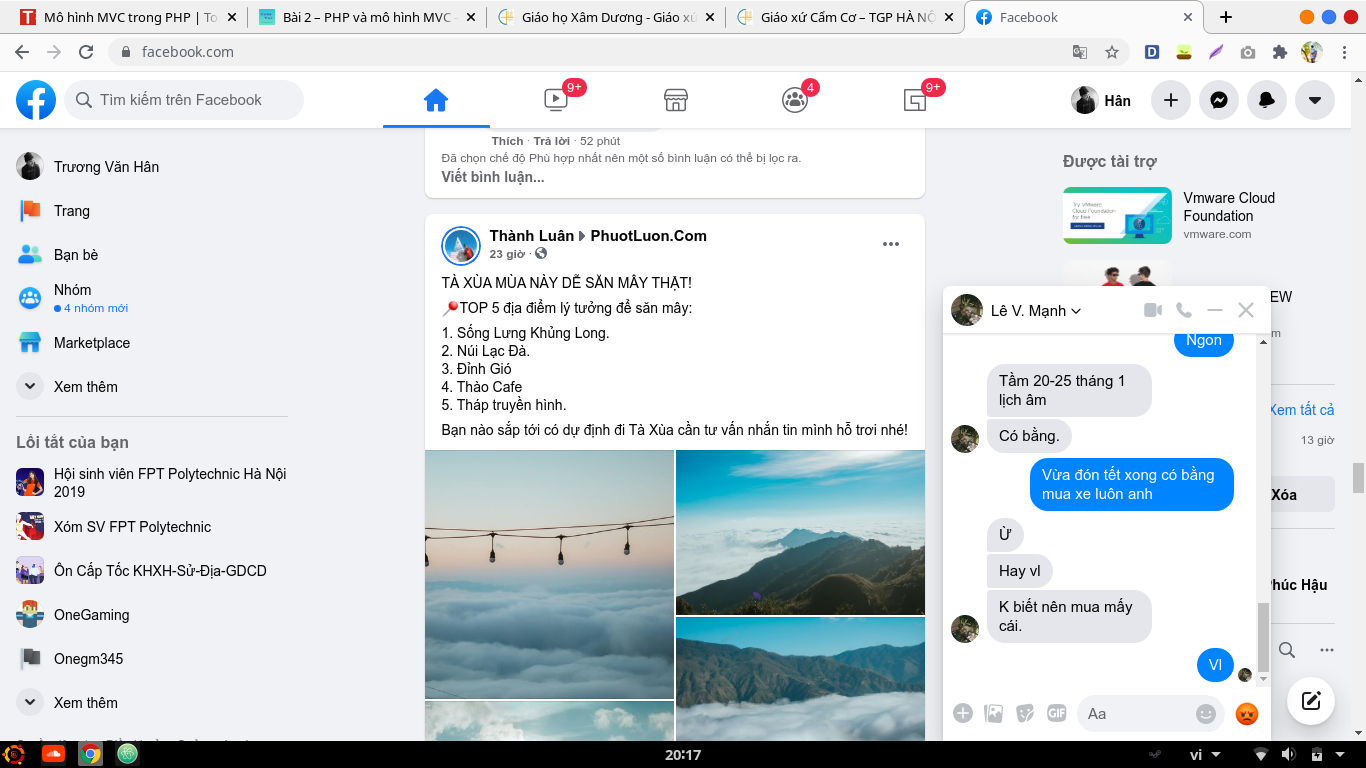 Mô hình MVC trong PHP | To
Bài 2 – PHP và mô hình MVC -
Giáo họ Xâm Dương - Giáo xứ
Giáo xứ Cẩm Cơ – TGP HÀ NỘ
Facebook
facebook.com
Tìm kiếm trên Facebook
9+
4
9+
Hân
Trương Văn Hân
Trang
Bạn bè
Nhóm
4 nhóm mới
Marketplace
Xem thêm
Lối tắt của bạn
Hội sinh viên FPT Polytechnic Hà Nội
2019
Xóm SV FPT Polytechnic
Ôn Cấp Tốc KHXH-Sử-Địa-GDCD
OneGaming
Onegm345
Xem thêm
Thích · Trả lời · 52 phút
Đã chọn chế độ Phù hợp nhất nên một số bình luận có thể bị lọc ra.
Viết bình luận...
Thành Luân PhuotLuon.Com
23 giờ ·
TÀ XÙA MÙA NÀY DỄ SĂN MÂY THẬT!
TOP 5 địa điểm lý tưởng để săn mây:
1. Sống Lưng Khủng Long.
2. Núi Lạc Đà.
3. Đỉnh Gió
4. Thào Cafe
5. Tháp truyền hình.
Bạn nào sắp tới có dự định đi Tà Xùa cần tư vấn nhắn tin mình hỗ trơi nhé!
Được tài trợ
Try VMware
Cloud Foundation
for free
Vmware Cloud
Foundation
vmware.com
EW
m
Xem tất cả
13 giờ
Xóa
Phúc Hậu
Lê V. Mạnh
Ngon
Tầm 20-25 tháng 1
lịch âm
Có bằng.
Vừa đón tết xong có bằng
mua xe luôn anh
Ừ
Hay vl
K biết nên mua mấy
cái.
Vl
GIF
Aa
20:17
vi